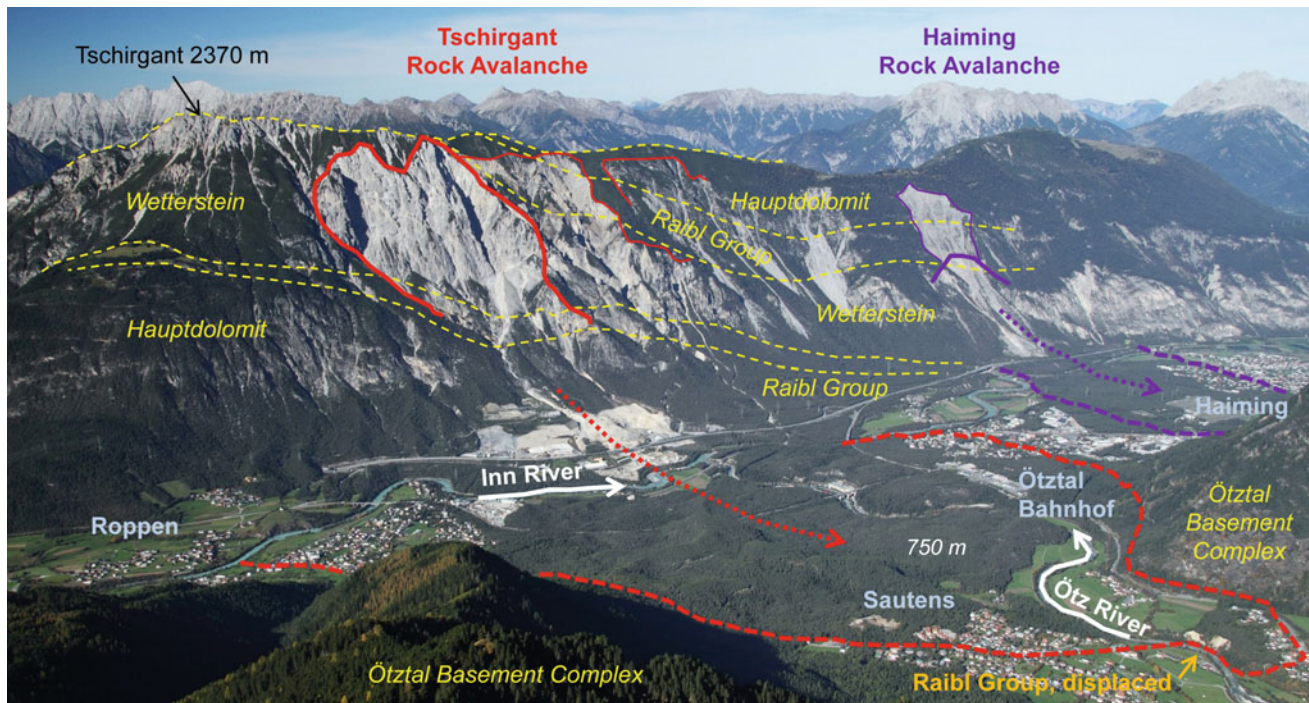 Tschirgant 2370 m
Tschirgant
Rock Avalanche
Haiming
Rock Avalanche
Wetterstein
Hauptdolomit
Raibl Group
Hauptdolomit
Wetterstein
Raibl Group
Haiming
Inn River
Roppen
Ötztal
Bahnhof
Ötztal
Basement
Complex
750 m
Sautens
Ötz River
Ötztal Basement Complex
Raibl Group, displaced